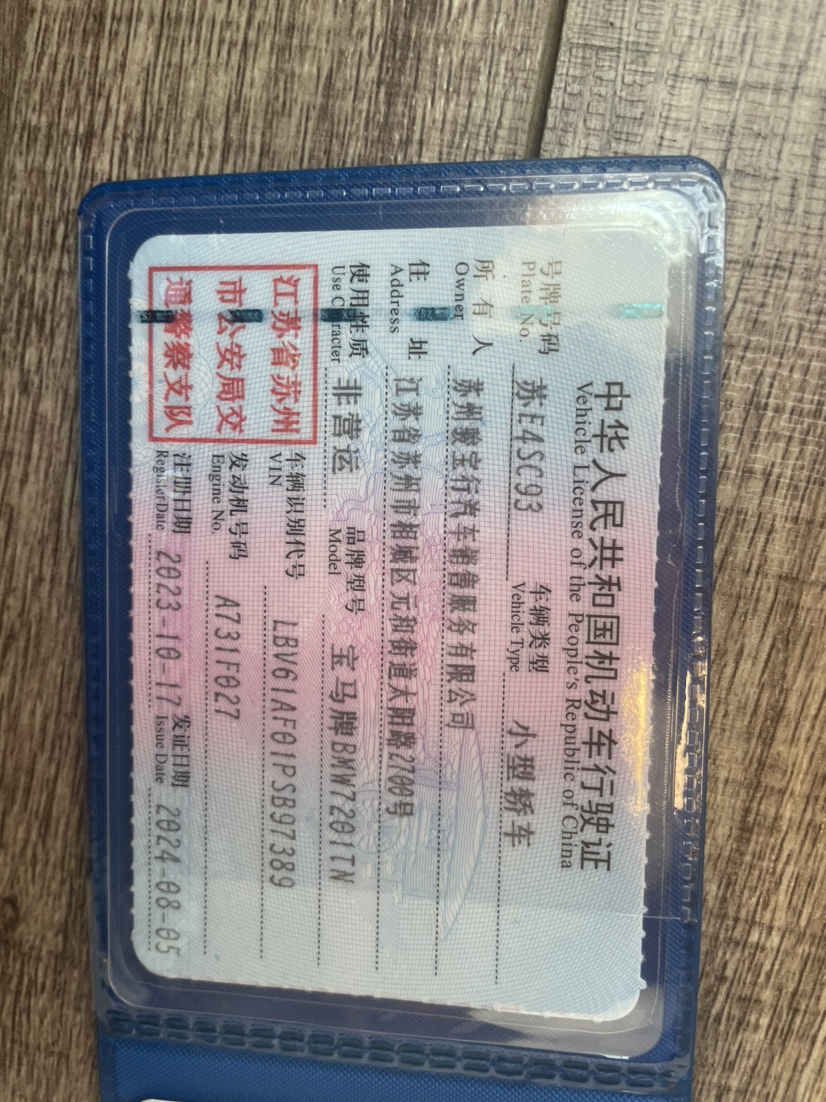 中华人民共和国机动车行驶证
Vehicle License of the People's Republic of China
号牌号码 苏E4SC93 车辆类型 小型轿车
Plate No. Vehicle Type
所有人 苏州骏宝行汽车销售服务有限公司
Owner
住址 江苏省苏州市相城区元和街道太阳路2700号
Address
使用性质 非营运 品牌型号 宝马牌BMW7201TN
Use Character Model
江苏省苏州
市公安局交
通警察支队
车辆识别代号 LBV61AF01PSB97389
VIN
发动机号码 A731F027
Engine No.
注册日期 2023-10-17 发证日期 2024-08-05
Register Date Issue Date